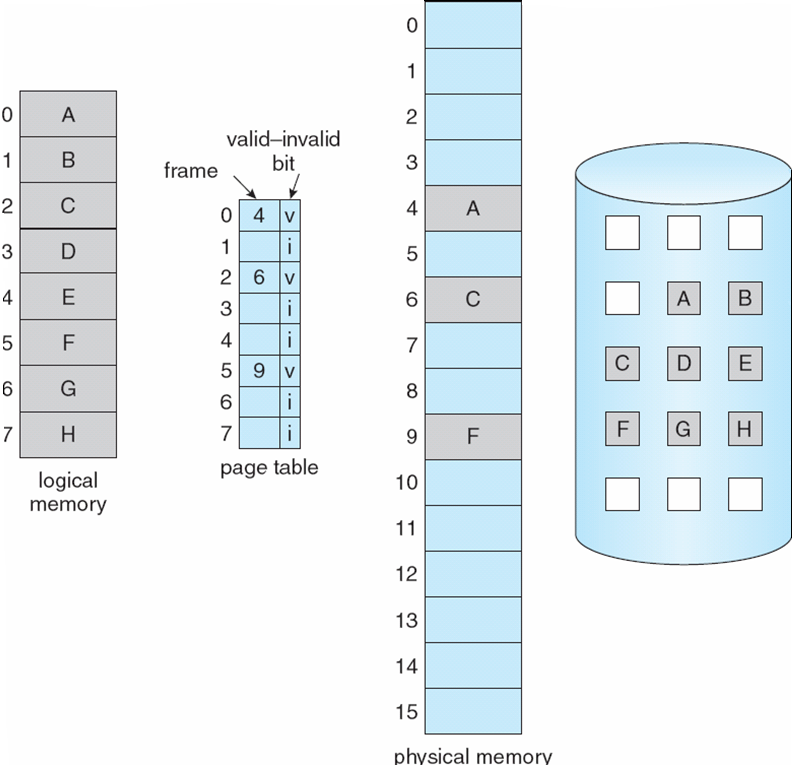 0 A
1 B
2 C
3 D
4 E
5 F
6 G
7 H
logical
memory
valid–invalid
bit
frame
0 4 v
1 i
2 6 v
3 i
4 i
5 9 v
6 i
7 i
page table
0
1
2
3
4 A
5
6 C
7
8
9 F
10
11
12
13
14
15
physical memory
A B
C D E
F G H